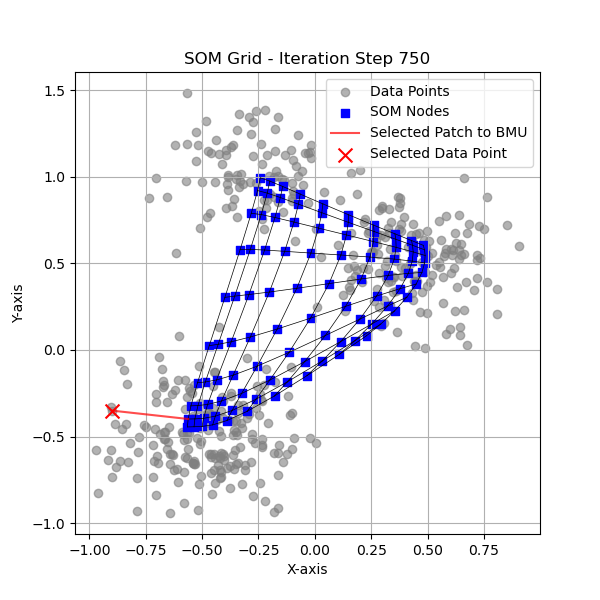 SOM Grid - Iteration Step 750
Data Points
SOM Nodes
Selected Patch to BMU
Selected Data Point
Y-axis
1.5
1.0
0.5
0.0
−0.5
−1.0
−1.00 −0.75 −0.50 −0.25 0.00 0.25 0.50 0.75
X-axis